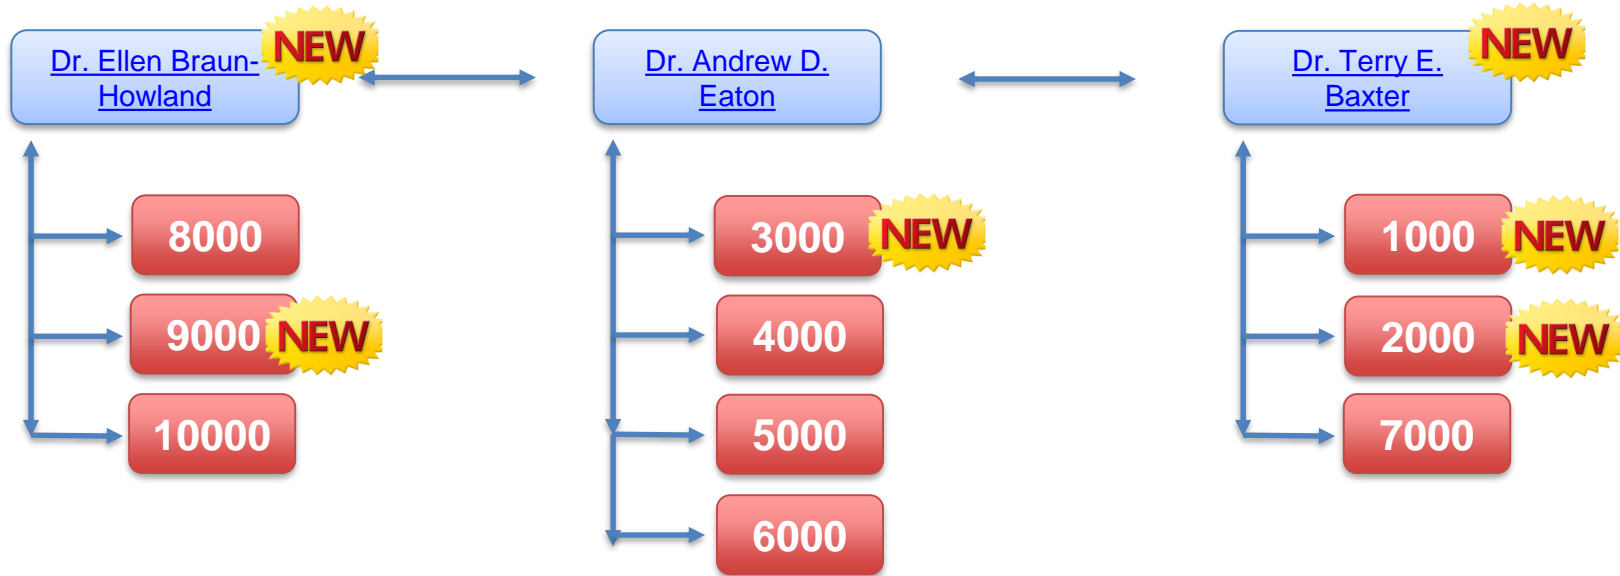 Dr. Ellen Braun-
Howland
NEW
8000
9000
NEW
10000
Dr. Andrew D.
Eaton
3000
NEW
4000
5000
6000
Dr. Terry E.
Baxter
NEW
1000
NEW
2000
NEW
7000